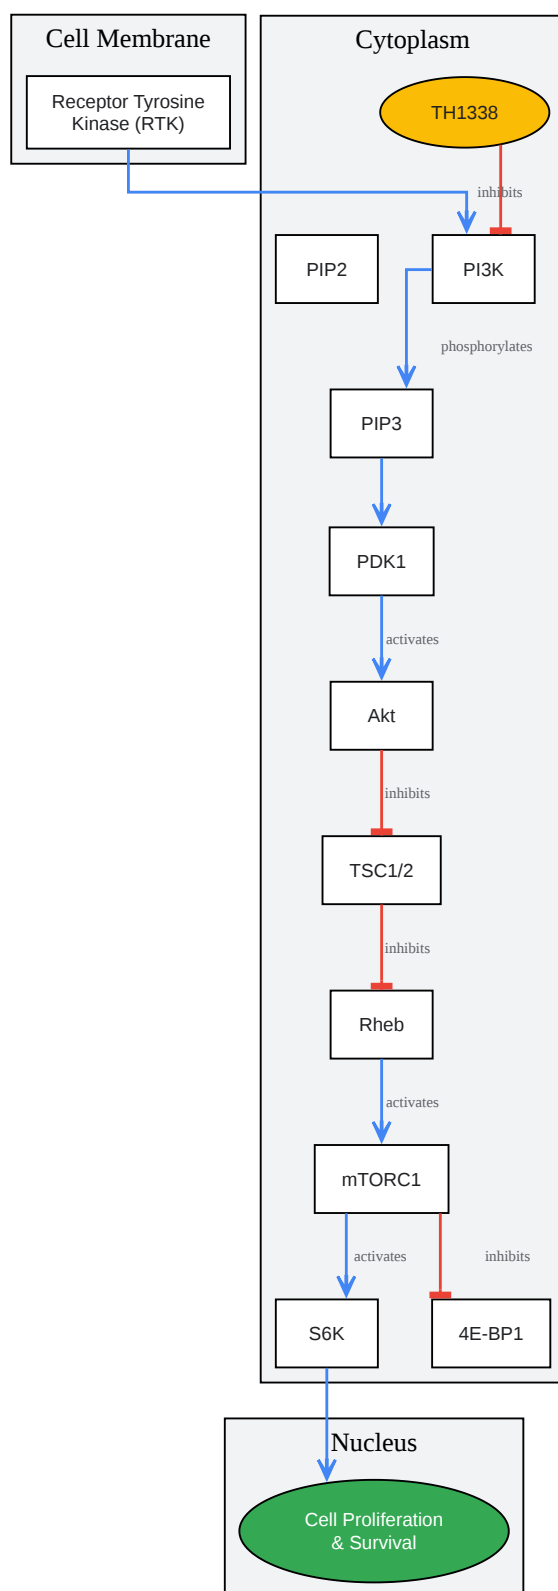 Cell Membrane
Cytoplasm
Receptor Tyrosine
Kinase (RTK)
TH1338
inhibits
PIP2
PI3K
phosphorylates
PIP3
PDK1
activates
Akt
inhibits
TSC1/2
inhibits
Rheb
activates
mTORC1
activates
inhibits
S6K
4E-BP1
Nucleus
Cell Proliferation
& Survival